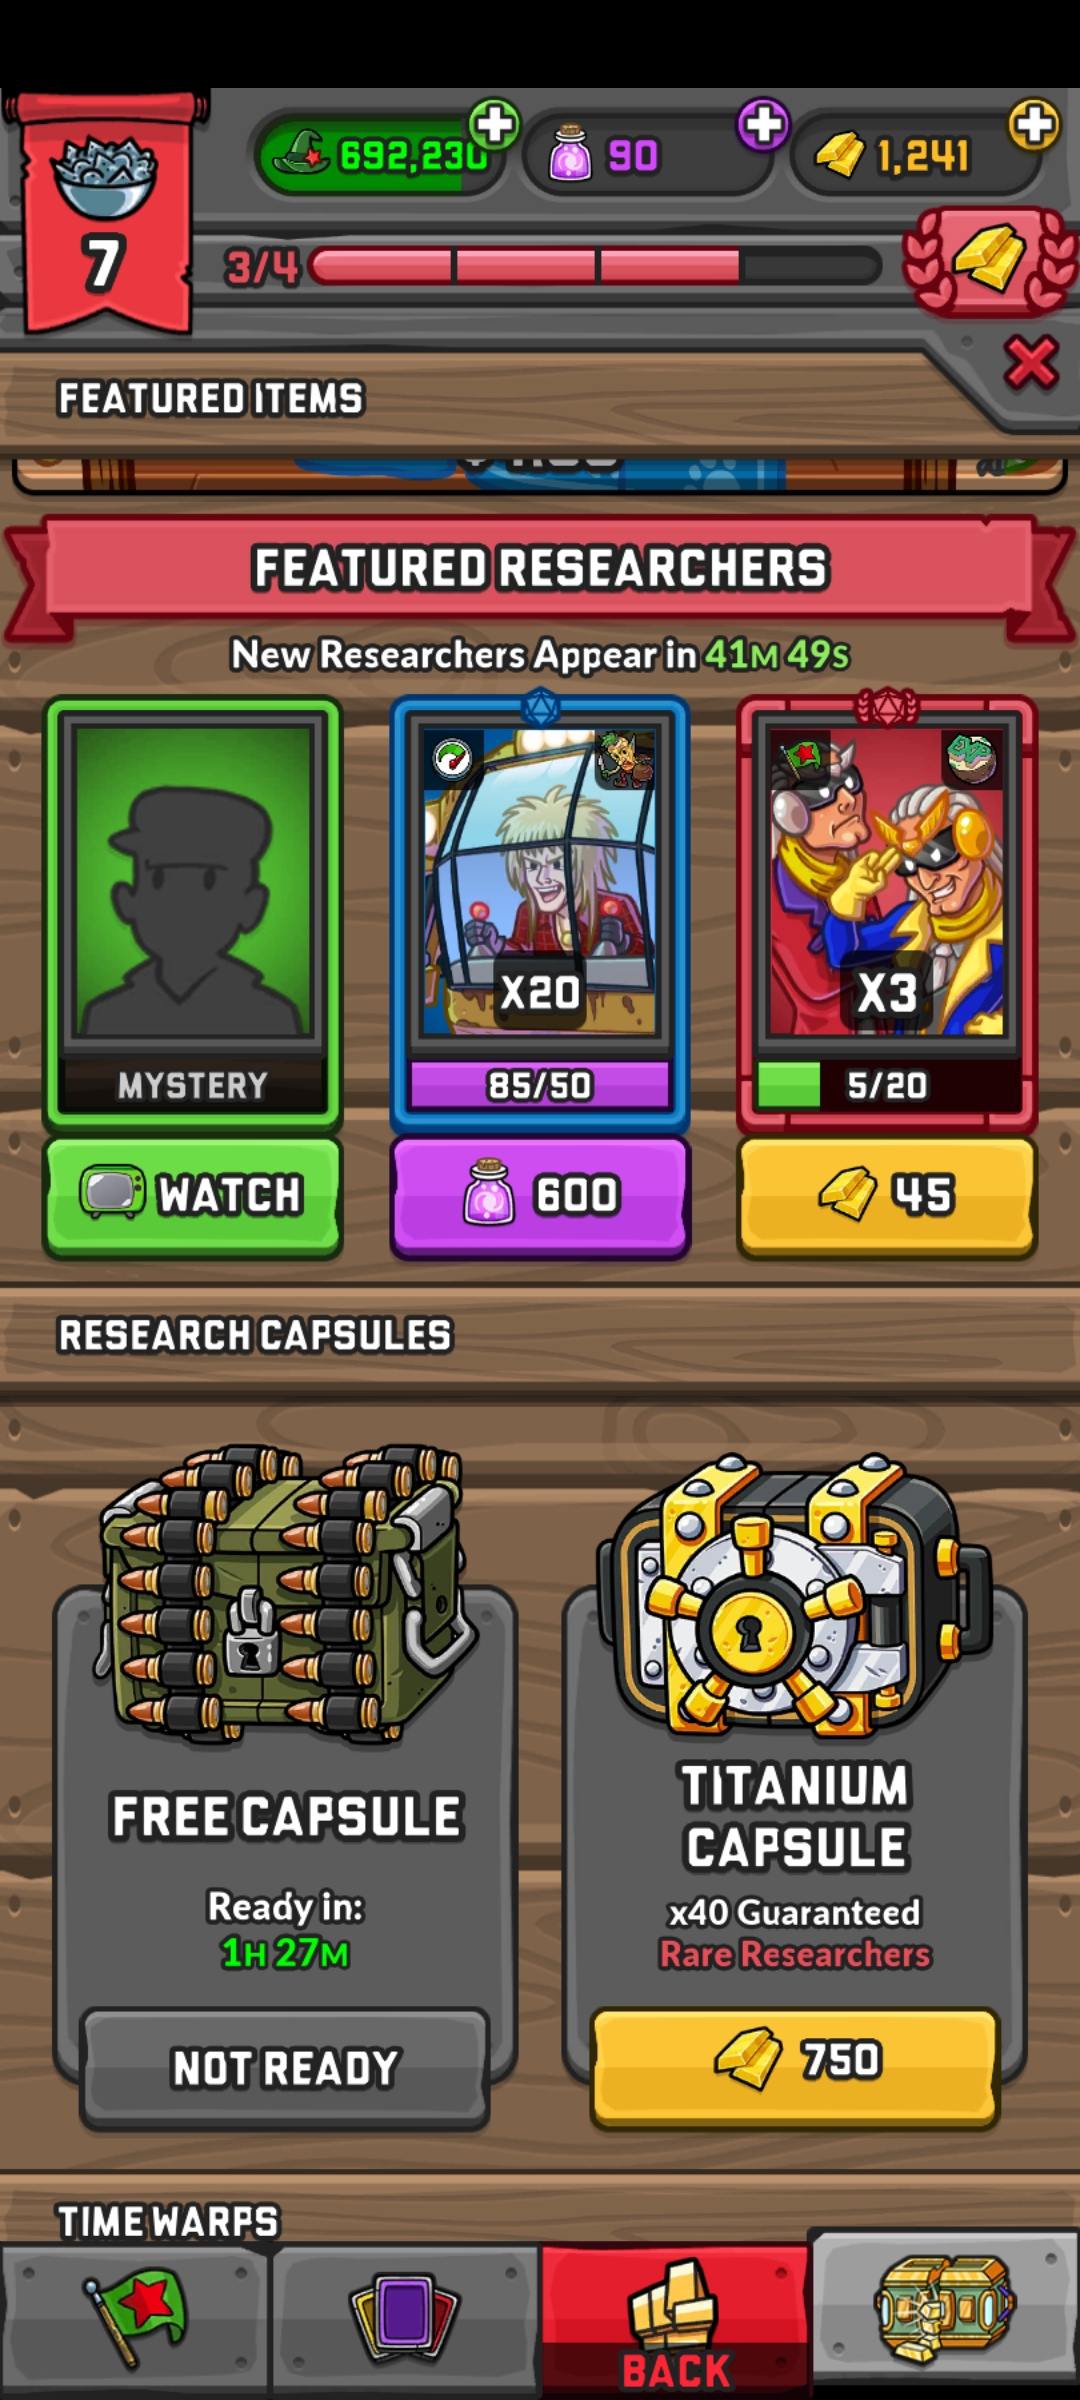 692,230
90
1,241
7
3/4
FEATURED ITEMS
FEATURED RESEARCHERS
New Researchers Appear in 41M 49S
X20
X3
MYSTERY
85/50
5/20
WATCH
600
45
RESEARCH CAPSULES
FREE CAPSULE
Ready in:
1H 27M
NOT READY
TITANIUM
CAPSULE
x40 Guaranteed
Rare Researchers
750
TIME WARPS
BACK